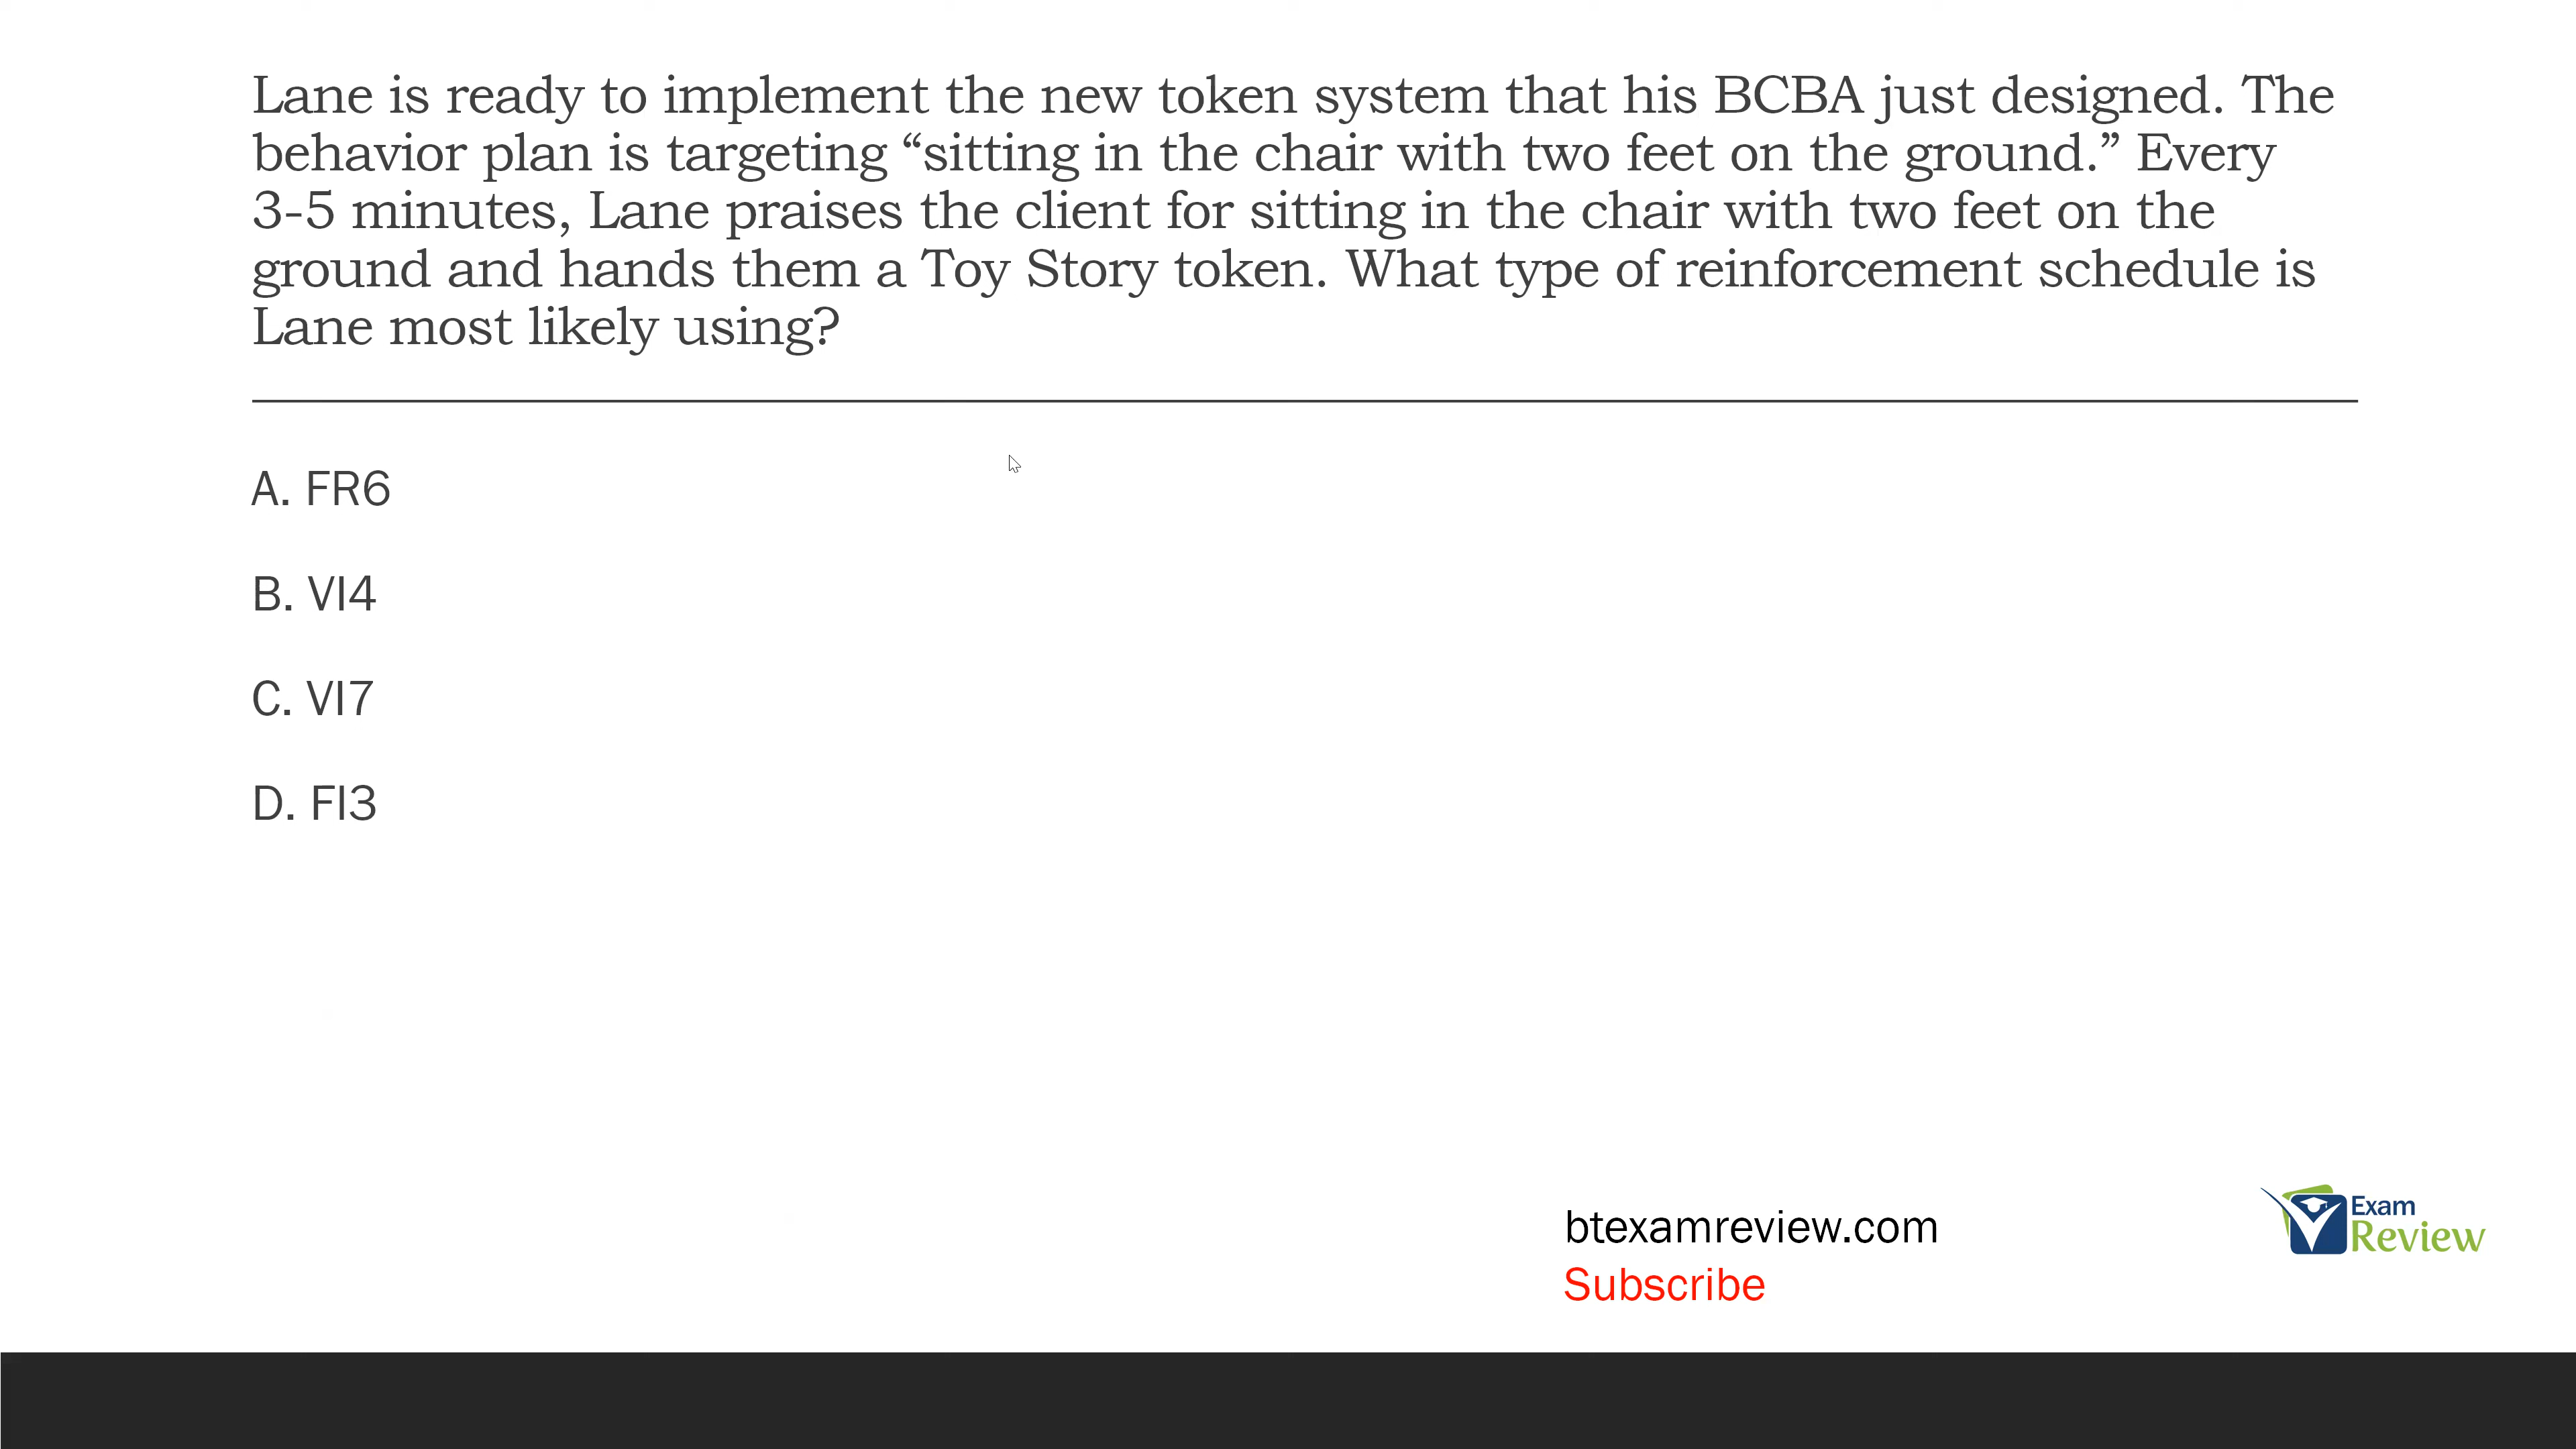 Lane is ready to implement the new token system that his BCBA just designed. The
behavior plan is targeting “sitting in the chair with two feet on the ground.” Every
3-5 minutes, Lane praises the client for sitting in the chair with two feet on the
ground and hands them a Toy Story token. What type of reinforcement schedule is
Lane most likely using?
A. FR6
B. VI4
C. VI7
D. FI3
btexamreview.com
Subscribe
Exam
Review